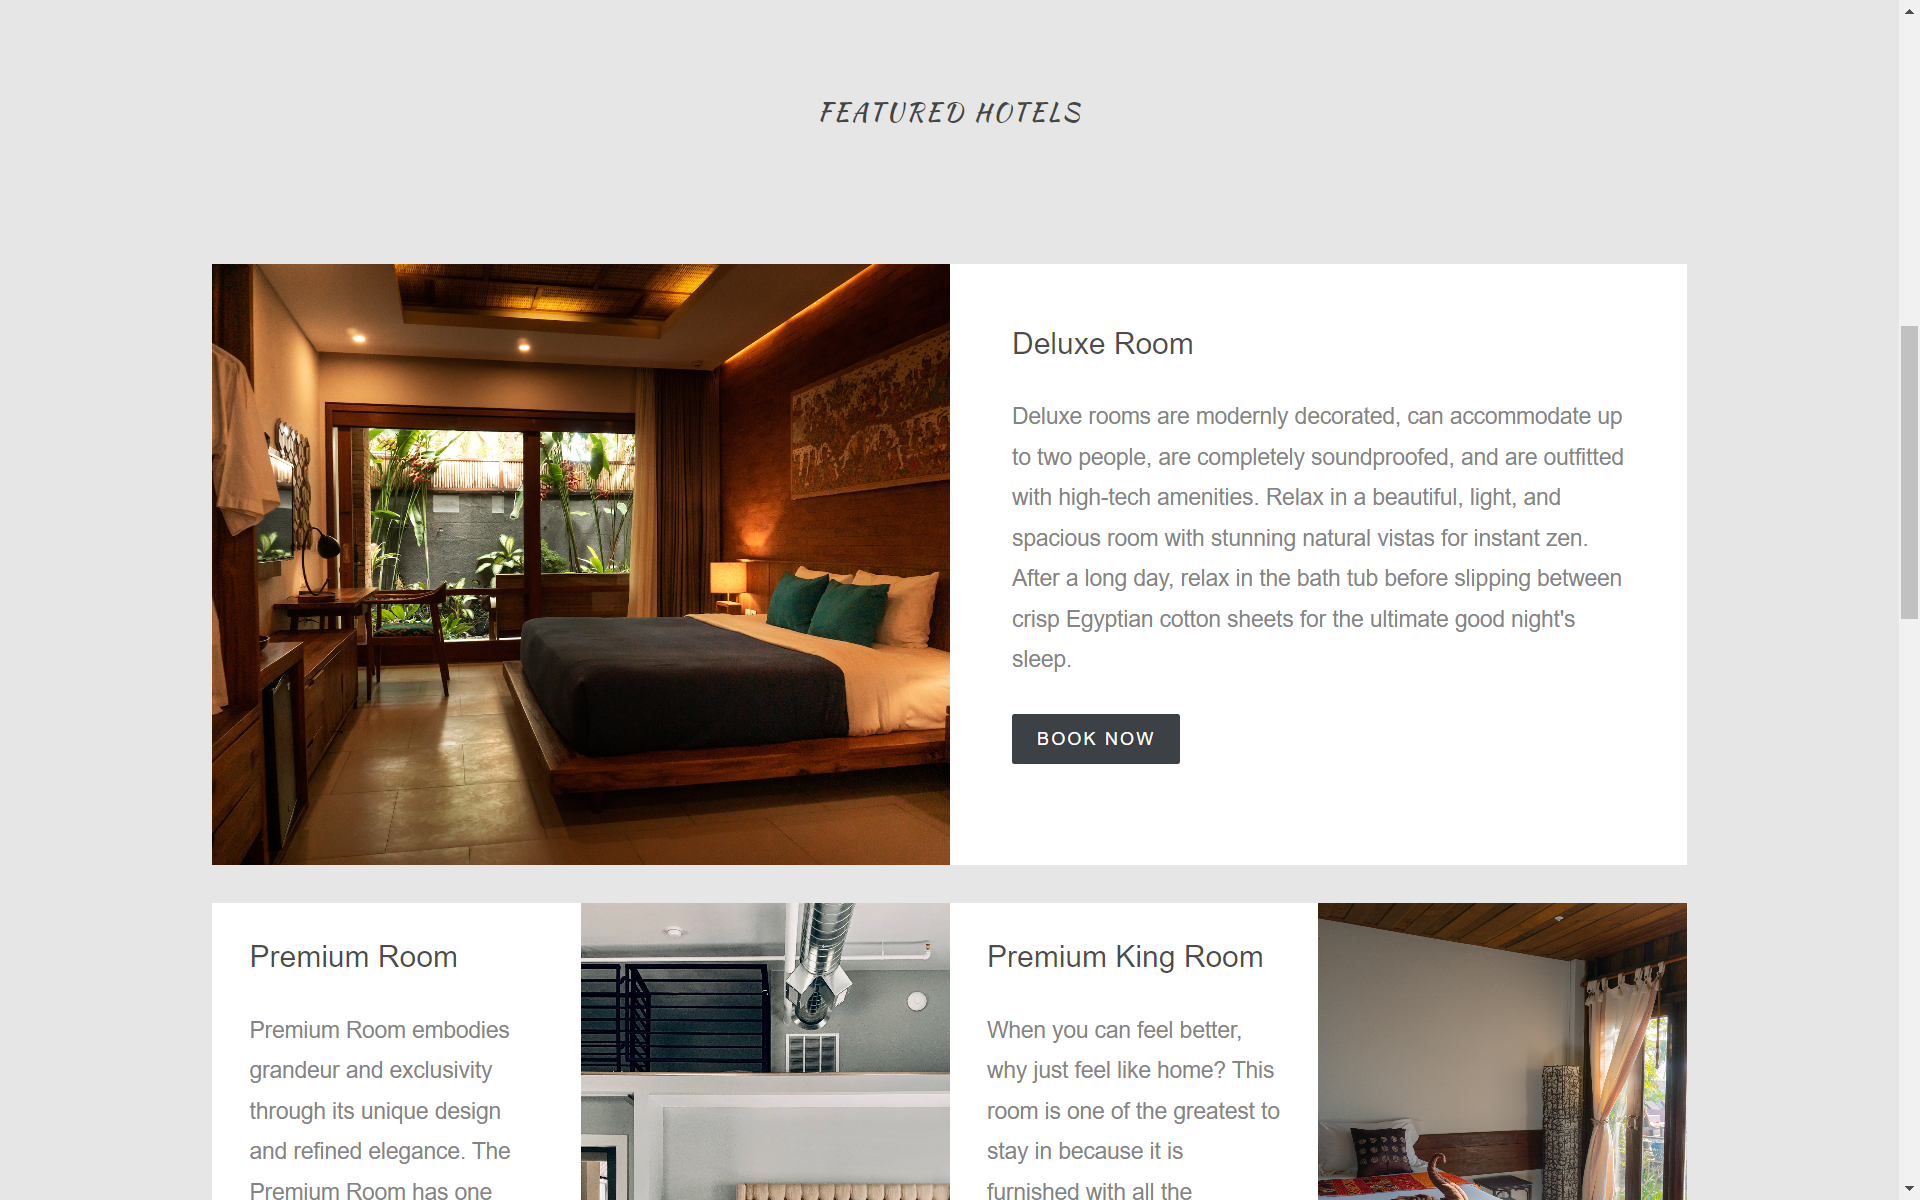 FEATURED HOTELS
Deluxe Room
Deluxe rooms are modernly decorated, can accommodate up
to two people, are completely soundproofed, and are outfitted
with high-tech amenities. Relax in a beautiful, light, and
spacious room with stunning natural vistas for instant zen.
After a long day, relax in the bath tub before slipping between
crisp Egyptian cotton sheets for the ultimate good night's
sleep.
BOOK NOW
Premium Room
Premium Room embodies
grandeur and exclusivity
through its unique design
and refined elegance. The
Premium Room has one
Premium King Room
When you can feel better,
why just feel like home? This
room is one of the greatest to
stay in because it is
furnished with all the